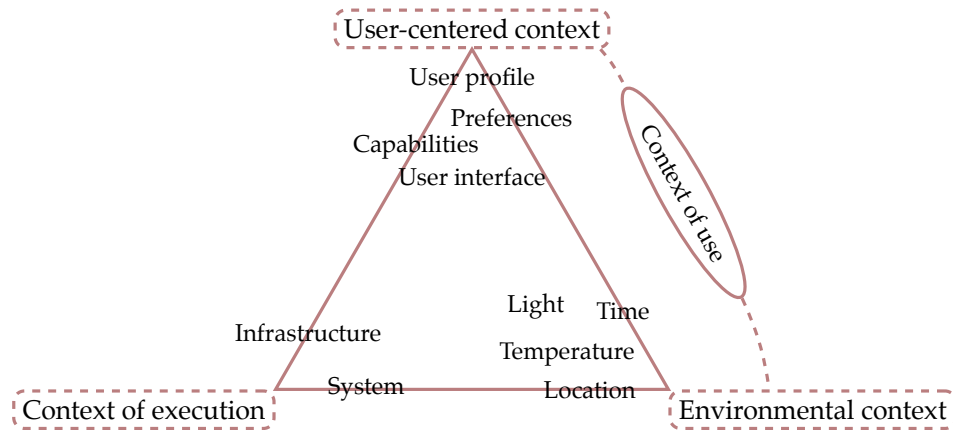 User-centered context
User profile
Preferences
Capabilities
User interface
Context of use
Light
Time
Infrastructure
Temperature
System
Location
Context of execution
Environmental context